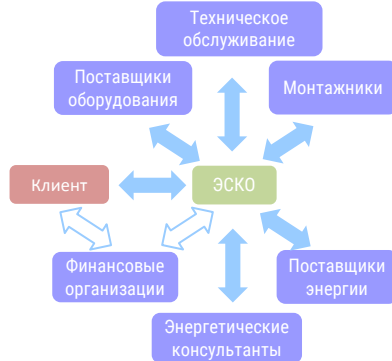 Техническое
обслуживание
Поставщики
оборудования
Монтажники
Клиент
ЭСКО
Финансовые
организации
Поставщики
энергии
Энергетические
консультанты